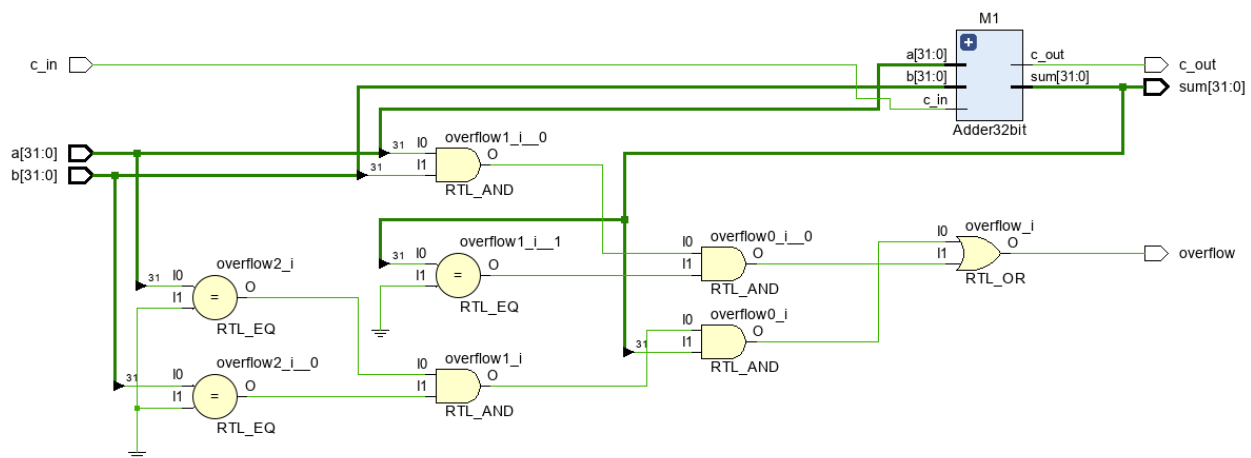 M1
c_in
a[31:0]
c_out
c_out
b[31:0]
sum[31:0]
sum[31:0]
c_in
Adder32bit
a[31:0]
31
I0
overflow1_i__0
O
b[31:0]
31
I1
RTL_AND
31
I0
overflow1_i__1
O
I1
RTL_EQ
I0
overflow0_i__0
O
I1
RTL_AND
I0
overflow_i
O
overflow
I1
RTL_OR
31
I0
overflow2_i
O
I1
RTL_EQ
I0
overflow0_i
O
31
I1
RTL_AND
31
I0
overflow2_i__0
O
I1
RTL_EQ
I0
overflow1_i
O
I1
RTL_AND
=
=
=